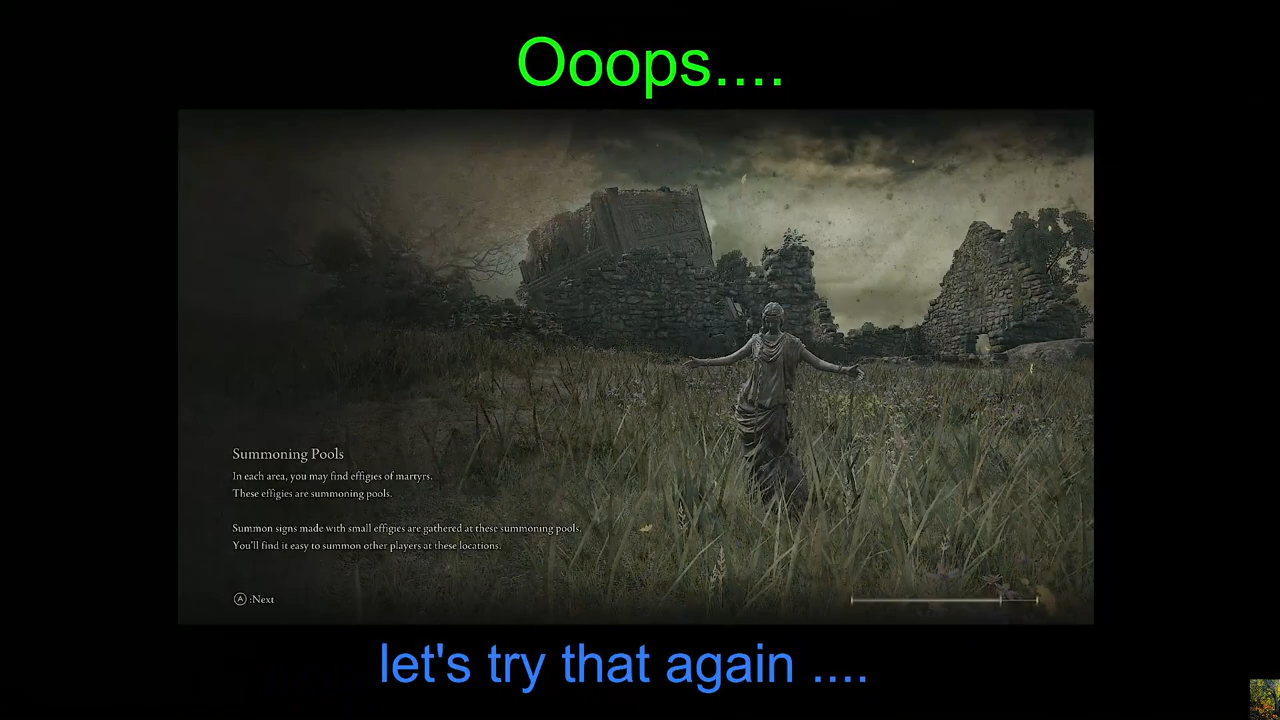 Ooops....
Summoning Pools
In each area, you may find effigies of martyrs.
These effigies are summoning pools.
Summon signs made with small effigies are gathered at these summoning pools.
You'll find it easy to summon other players at these locations.
A :Next
let's try that again ....